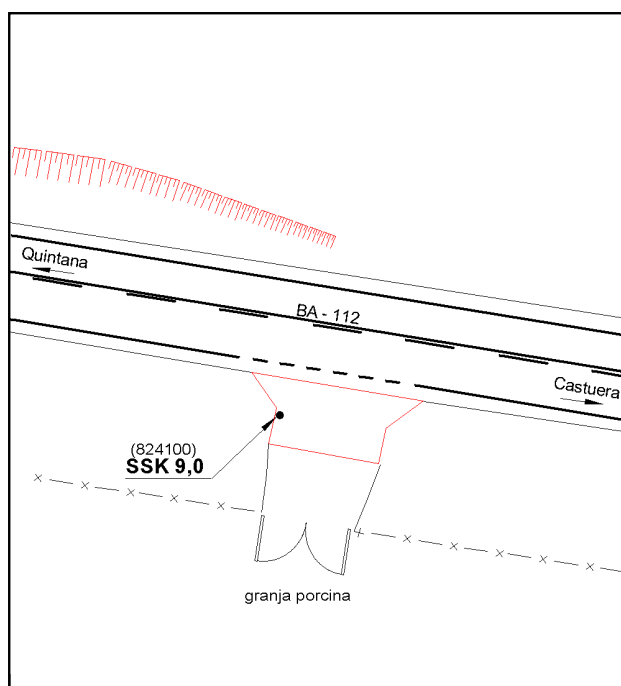 Quintana
BA - 112
Castuera
(824100)
SSK 9,0
granja porcina